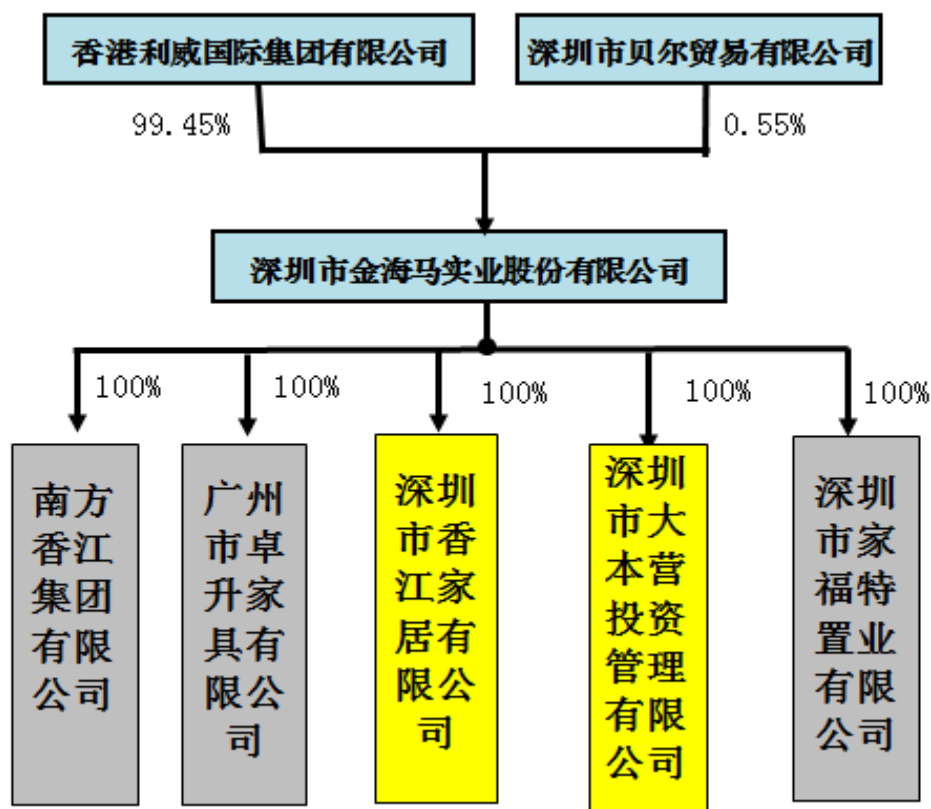 香港利威国际集团有限公司
深圳市贝尔贸易有限公司
99.45%
0.55%
深圳市金海马实业股份有限公司
100%
100%
100%
100%
100%
南方
香江
集团
有限
公司
广州
市卓
升家
具有
限公
司
深圳
市香
江家
居有
限公
司
深圳
市大
本营
投资
管理
有限
公司
深圳
市家
福特
置业
有限
公司